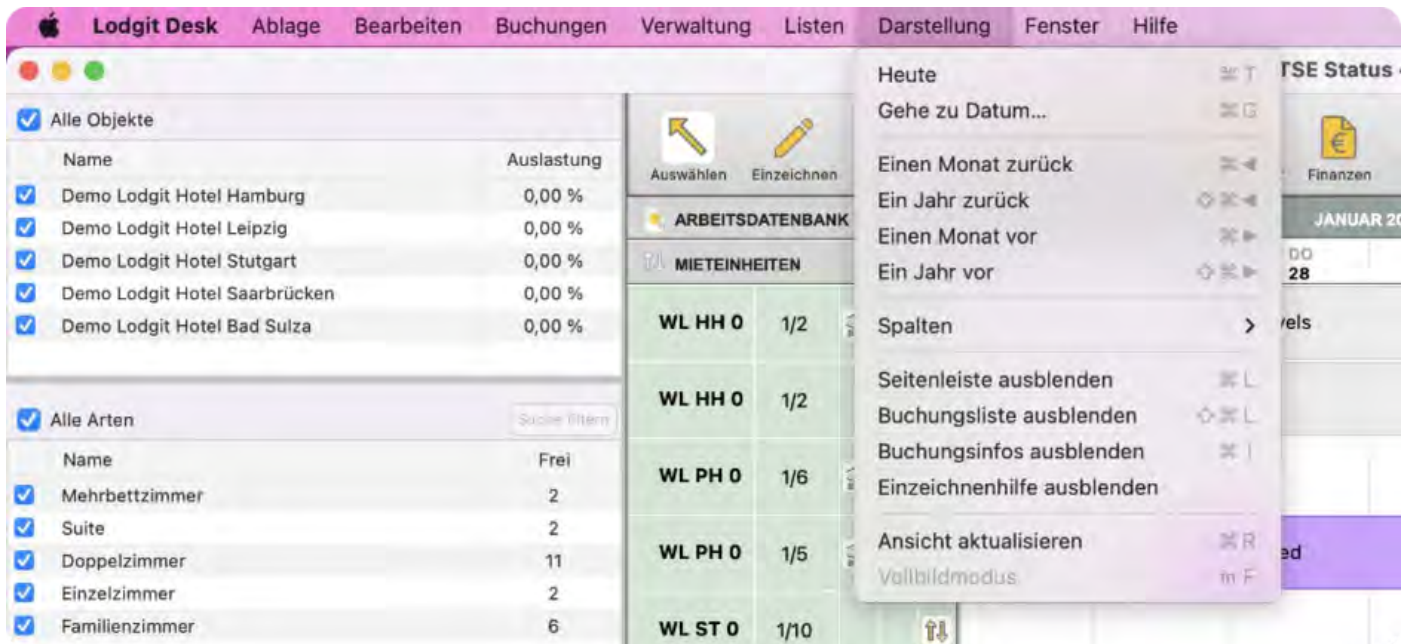 Lodgit Desk Ablage Bearbeiten Buchungen Verwaltung Listen Darstellung Fenster Hilfe
TSE Status
Alle Objekte
Name Auslastung
Demo Lodgit Hotel Hamburg 0,00 %
Demo Lodgit Hotel Leipzig 0,00 %
Demo Lodgit Hotel Stutgart 0,00 %
Demo Lodgit Hotel Saarbrücken 0,00 %
Demo Lodgit Hotel Bad Sulza 0,00 %
Alle Arten Suche filtern
Name Frei
Mehrbettzimmer 2
Suite 2
Doppelzimmer 11
Einzelzimmer 2
Familienzimmer 6
Auswählen Einzeichnen
ARBEITSDATENBANK
MIETEINHEITEN
WL HH 0 1/2
WL HH 0 1/2
WL PH 0 1/6
WL PH 0 1/5
WL ST 0 1/10
Heute ⌘ T
Gehe zu Datum... ⌘ G
Einen Monat zurück ⌘ ◀
Ein Jahr zurück ⇧ ⌘ ◀
Einen Monat vor ⌘ ▶
Ein Jahr vor ⇧ ⌘ ▶
Spalten >
Seitenleiste ausblenden ⌘ L
Buchungsliste ausblenden ⇧ ⌘ L
Buchungsinfos ausblenden ⌘ I
Einzeichnenhilfe ausblenden
Ansicht aktualisieren ⌘ R
Vollbildmodus F
Finanzen
JANUAR 20
DO
28
vels
ed